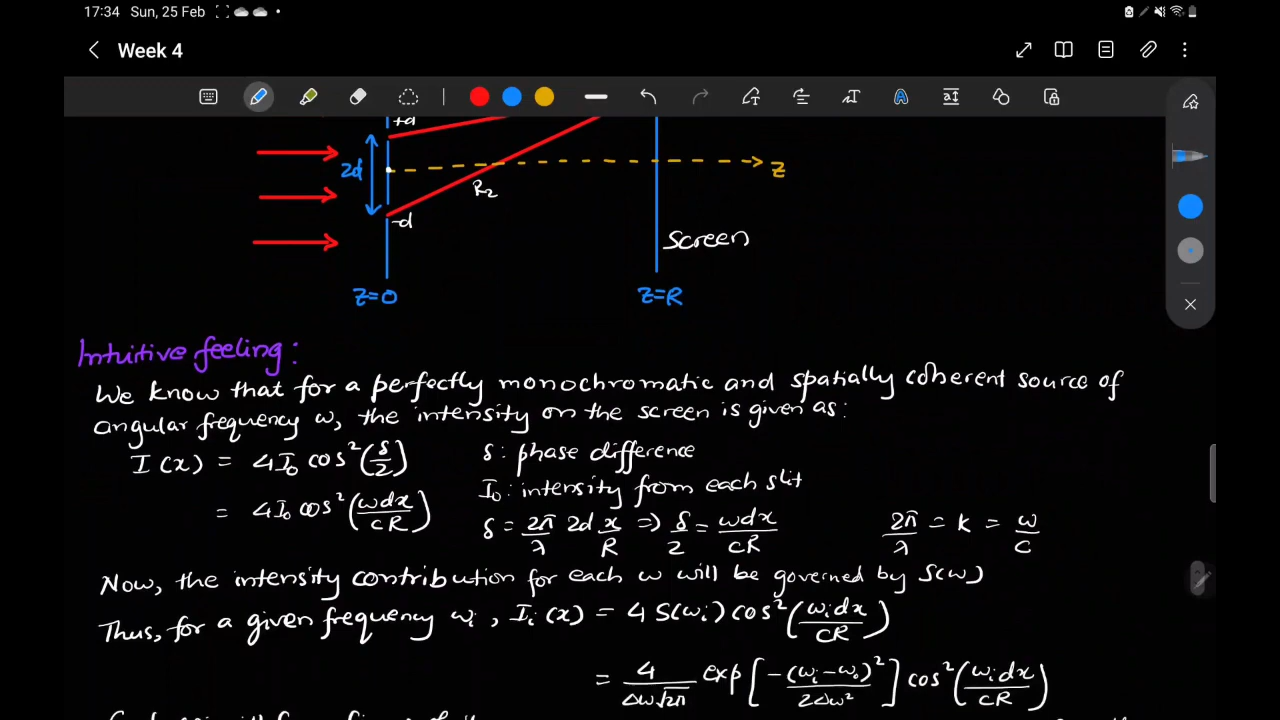 17:34 Sun, 25 Feb
Week 4
+d
2d
z
R₂
-d
Screen
z=0
z=R
Intuitive feeling:
We know that for a perfectly monochromatic and spatially coherent source of
angular frequency ω, the intensity on the screen is given as:
I(x) = 4I₀ cos²(δ/2)
δ: phase difference
I₀: intensity from each slit
= 4I₀ cos²(ωdx/cR)
δ = 2π/λ 2d x/R => δ/2 = ωdx/cR
2π/λ = k = ω/c
Now, the intensity contribution for each ω will be governed by S(ω)
Thus, for a given frequency ωᵢ, Iᵢ(x) = 4 S(ωᵢ) cos²(ωᵢdx/cR)
= 4/(Δω√2π) exp[-(ωᵢ-ω₀)²/2Δω²] cos²(ωᵢdx/cR)